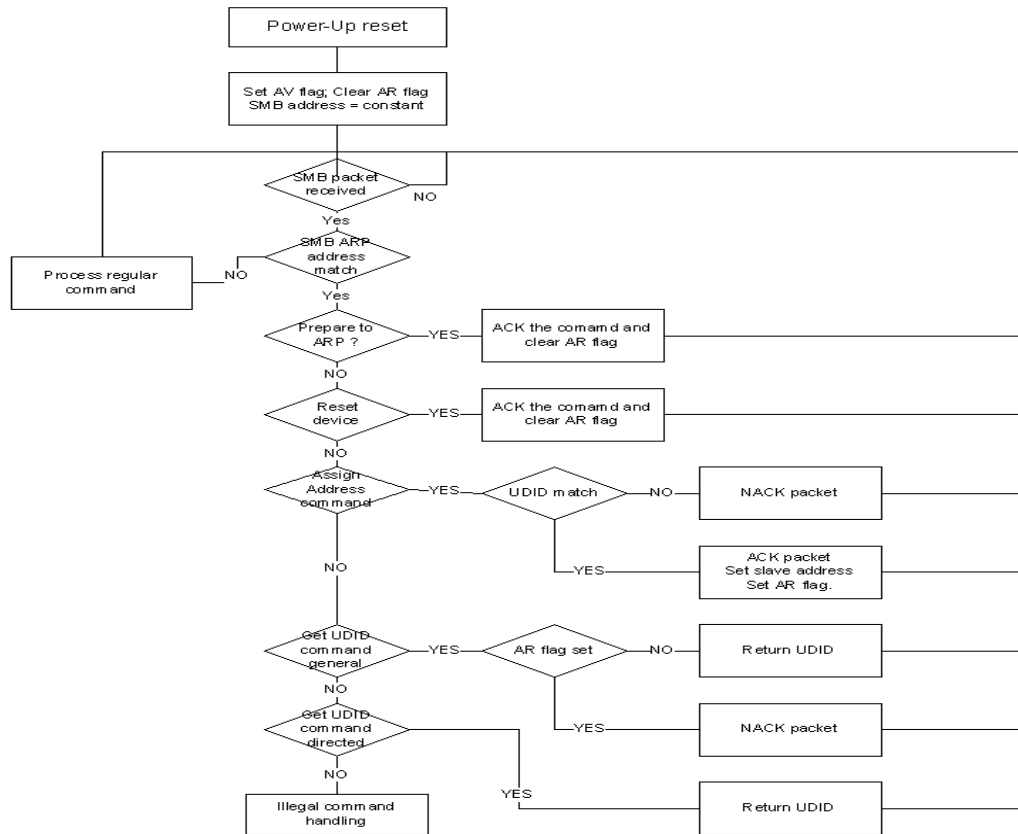 Power-Up reset
Set AV flag; Clear AR flag
SMB address = constant
SMB packet
received
NO
Yes
SMB ARP
address
match
NO
Process regular
command
Yes
Prepare to
ARP ?
YES
ACK the comamd and
clear AR flag
NO
Reset
device
YES
ACK the comamd and
clear AR flag
NO
Assign
Address
command
YES
UDID match
NO
NACK packet
YES
ACK packet
Set slave address
Set AR flag.
NO
Get UDID
command
general
YES
AR flag set
NO
Return UDID
NO
YES
NACK packet
Get UDID
command
directed
NO
YES
Return UDID
Illegal command
handling